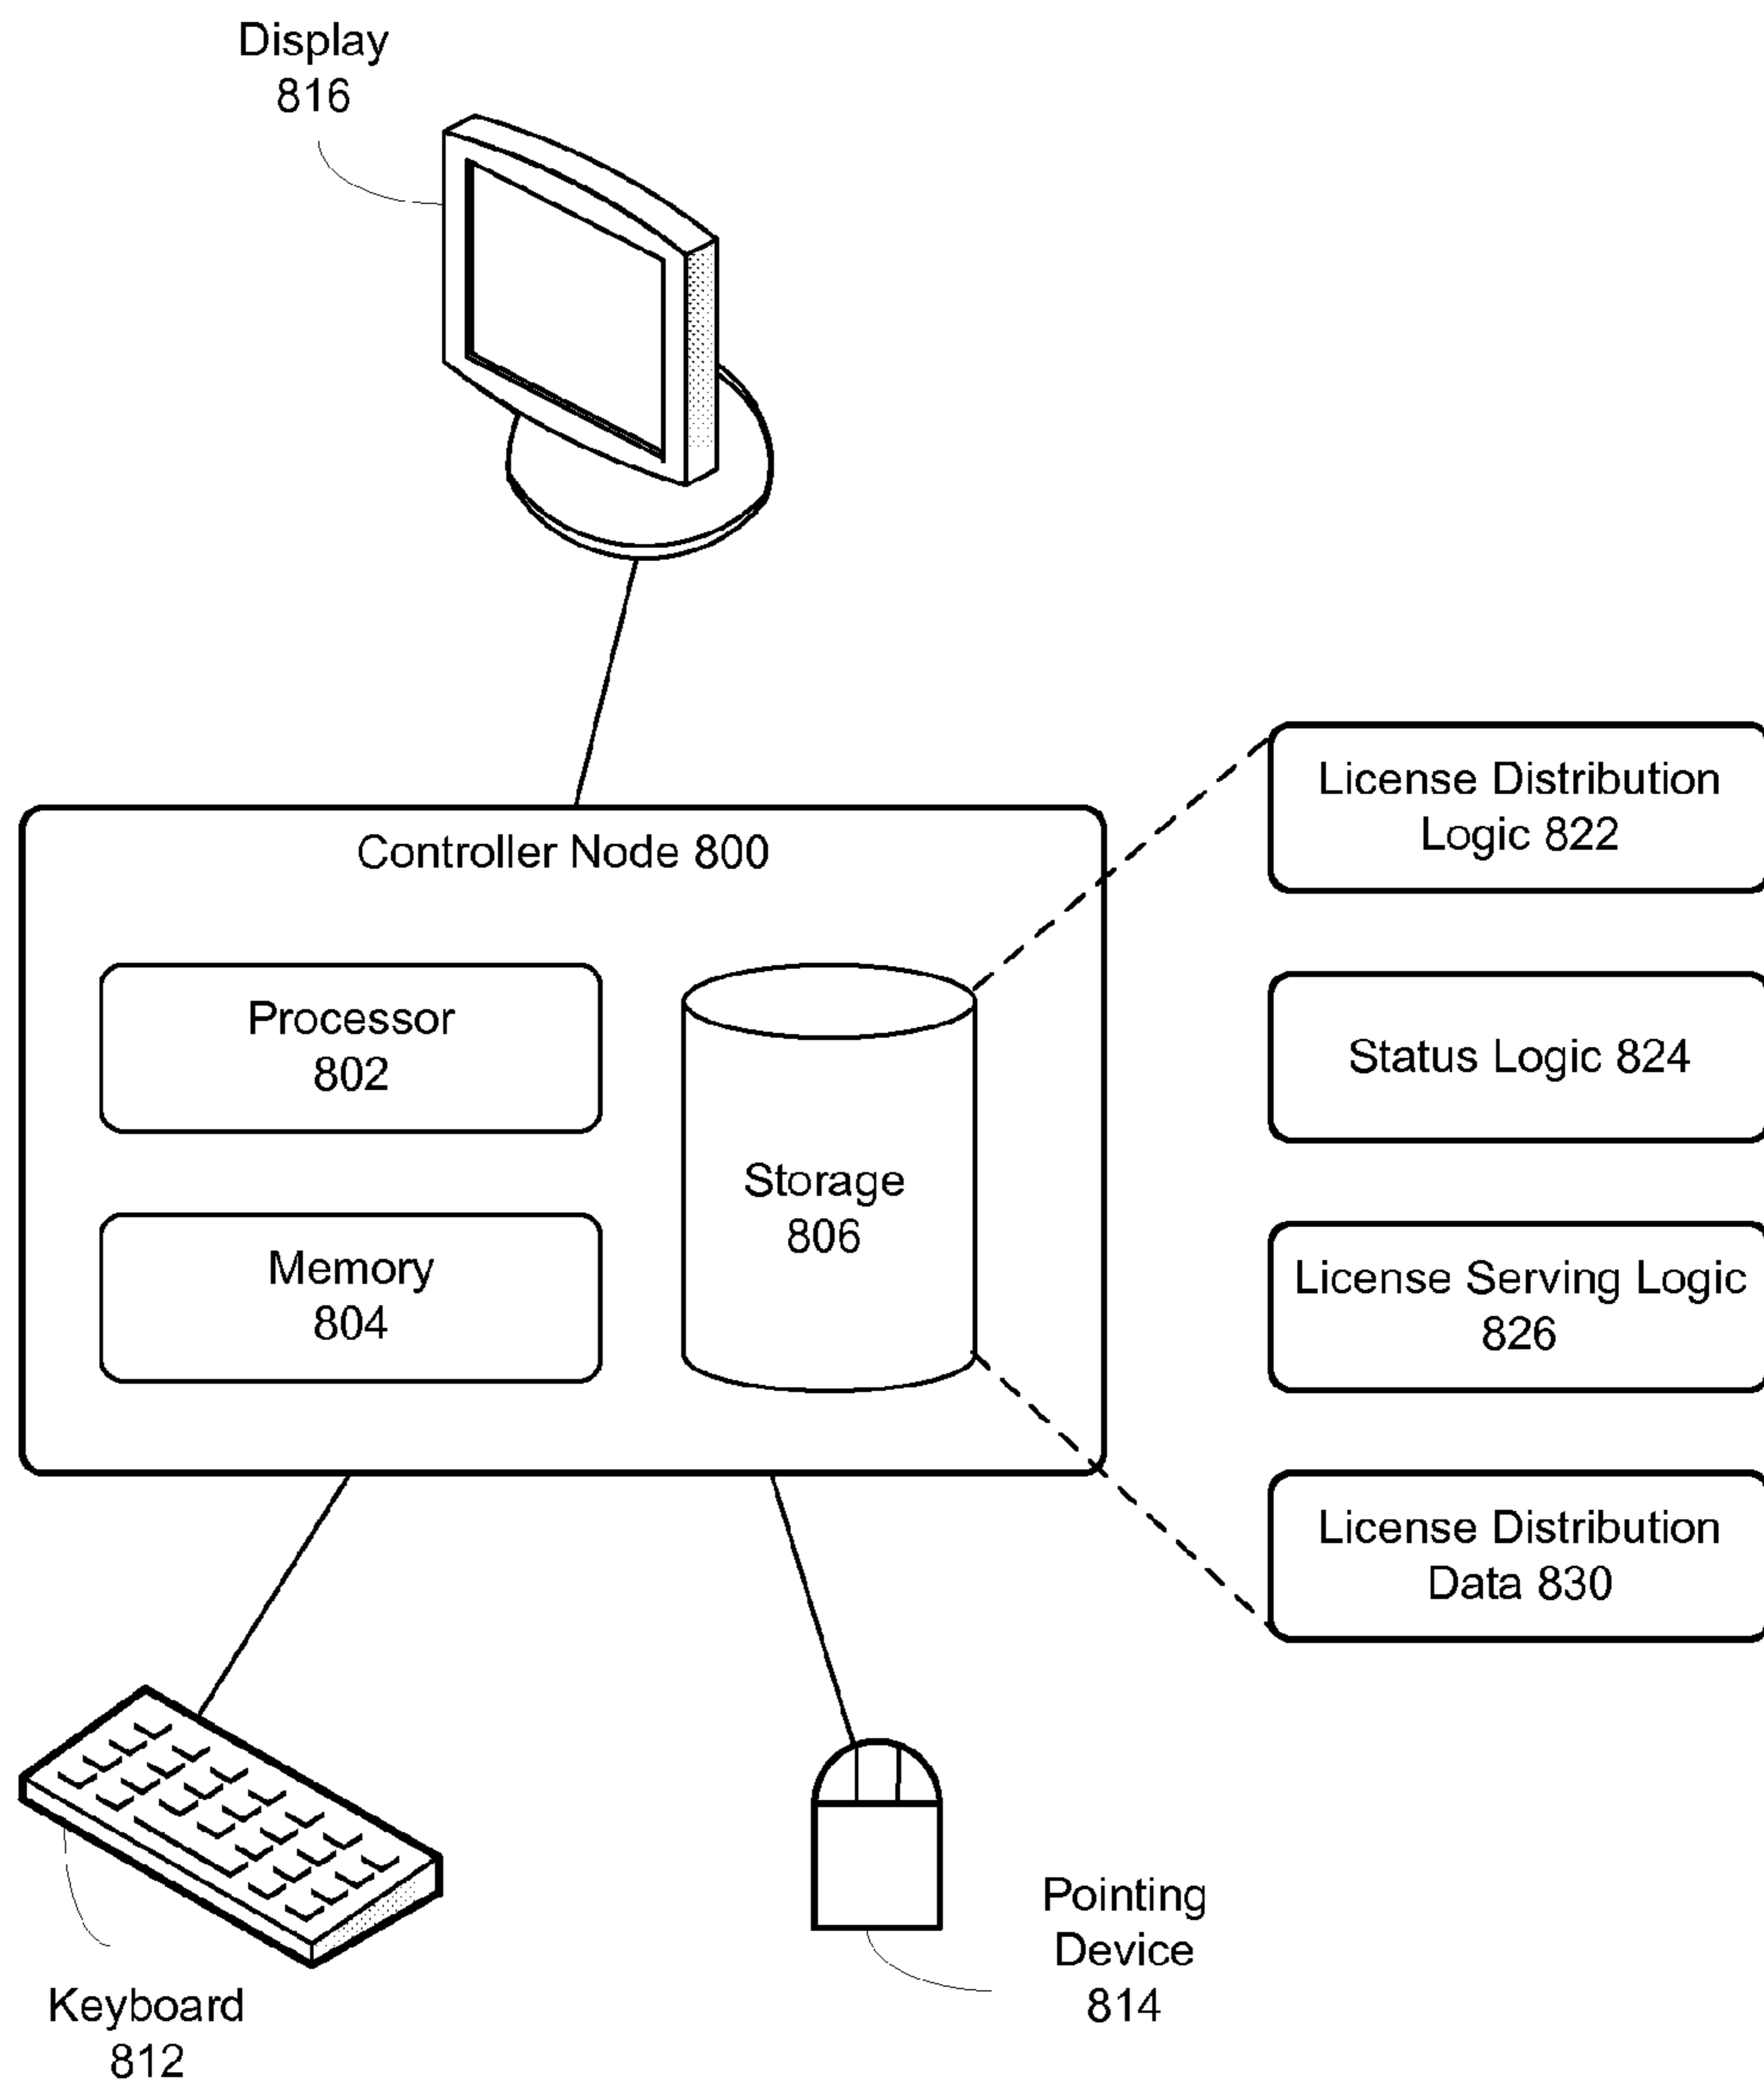 Display
816
Controller Node 800
Processor
802
Memory
804
Storage
806
License Distribution
Logic 822
Status Logic 824
License Serving Logic
826
License Distribution
Data 830
Keyboard
812
Pointing
Device
814